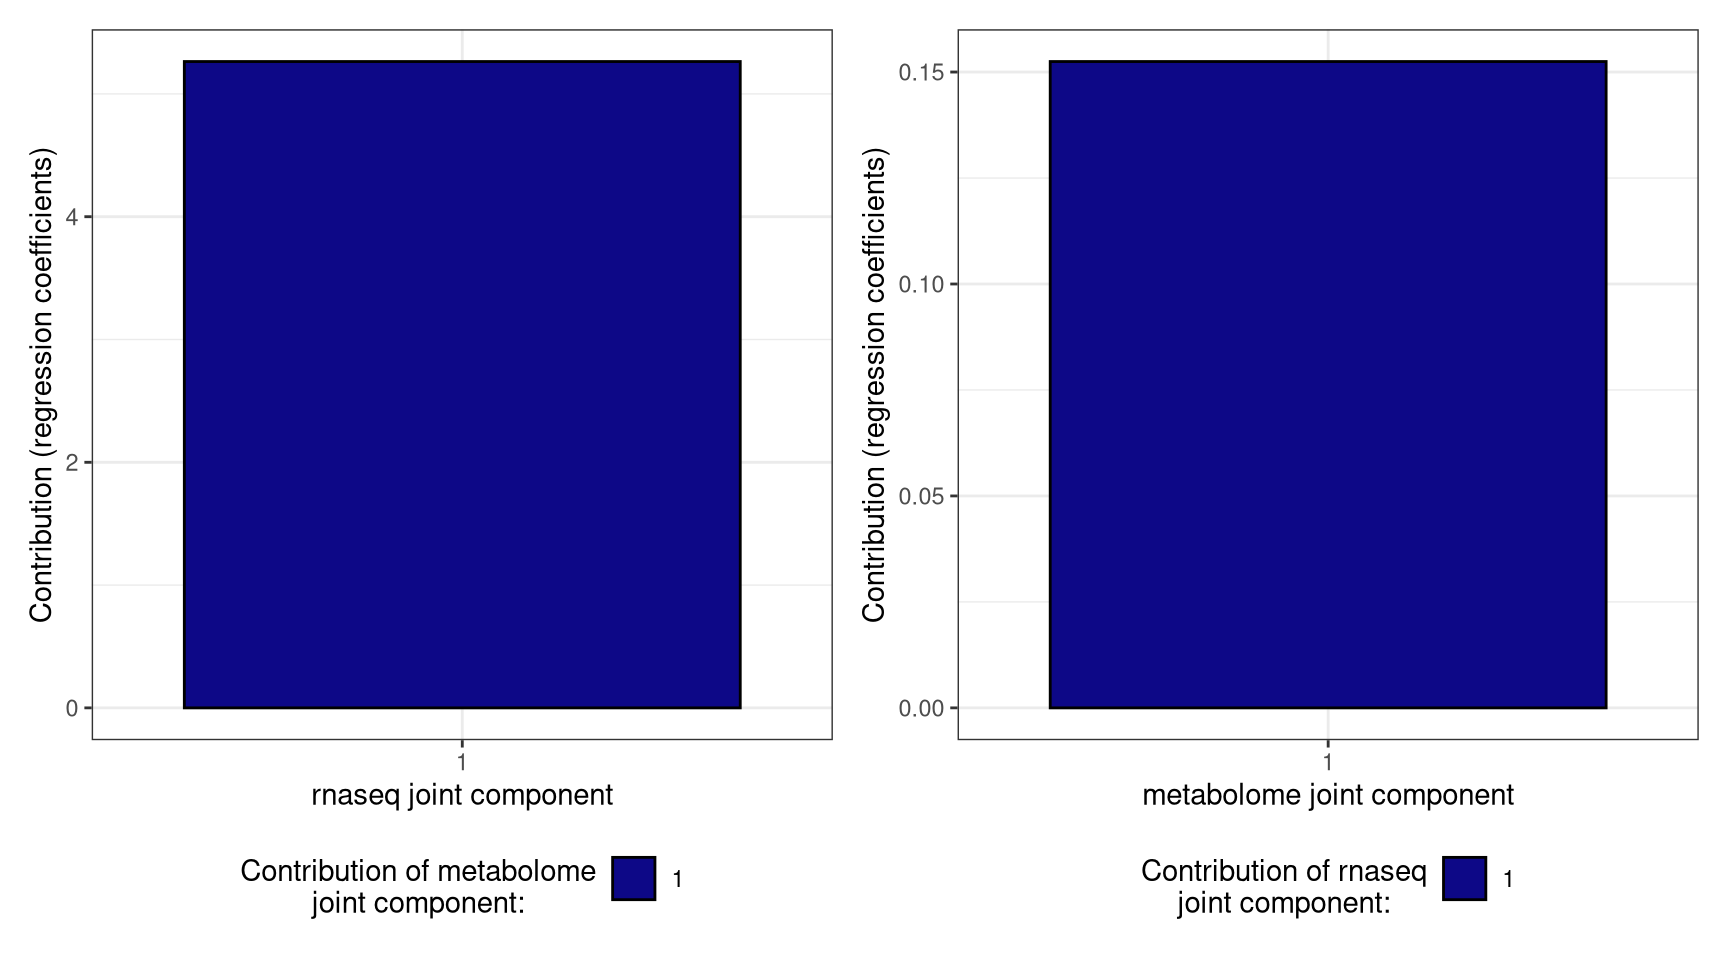 Contribution (regression coefficients)
4
2
0
1
rnaseq joint component
Contribution of metabolome
joint component:
1
Contribution (regression coefficients)
0.15
0.10
0.05
0.00
1
metabolome joint component
Contribution of rnaseq
joint component:
1